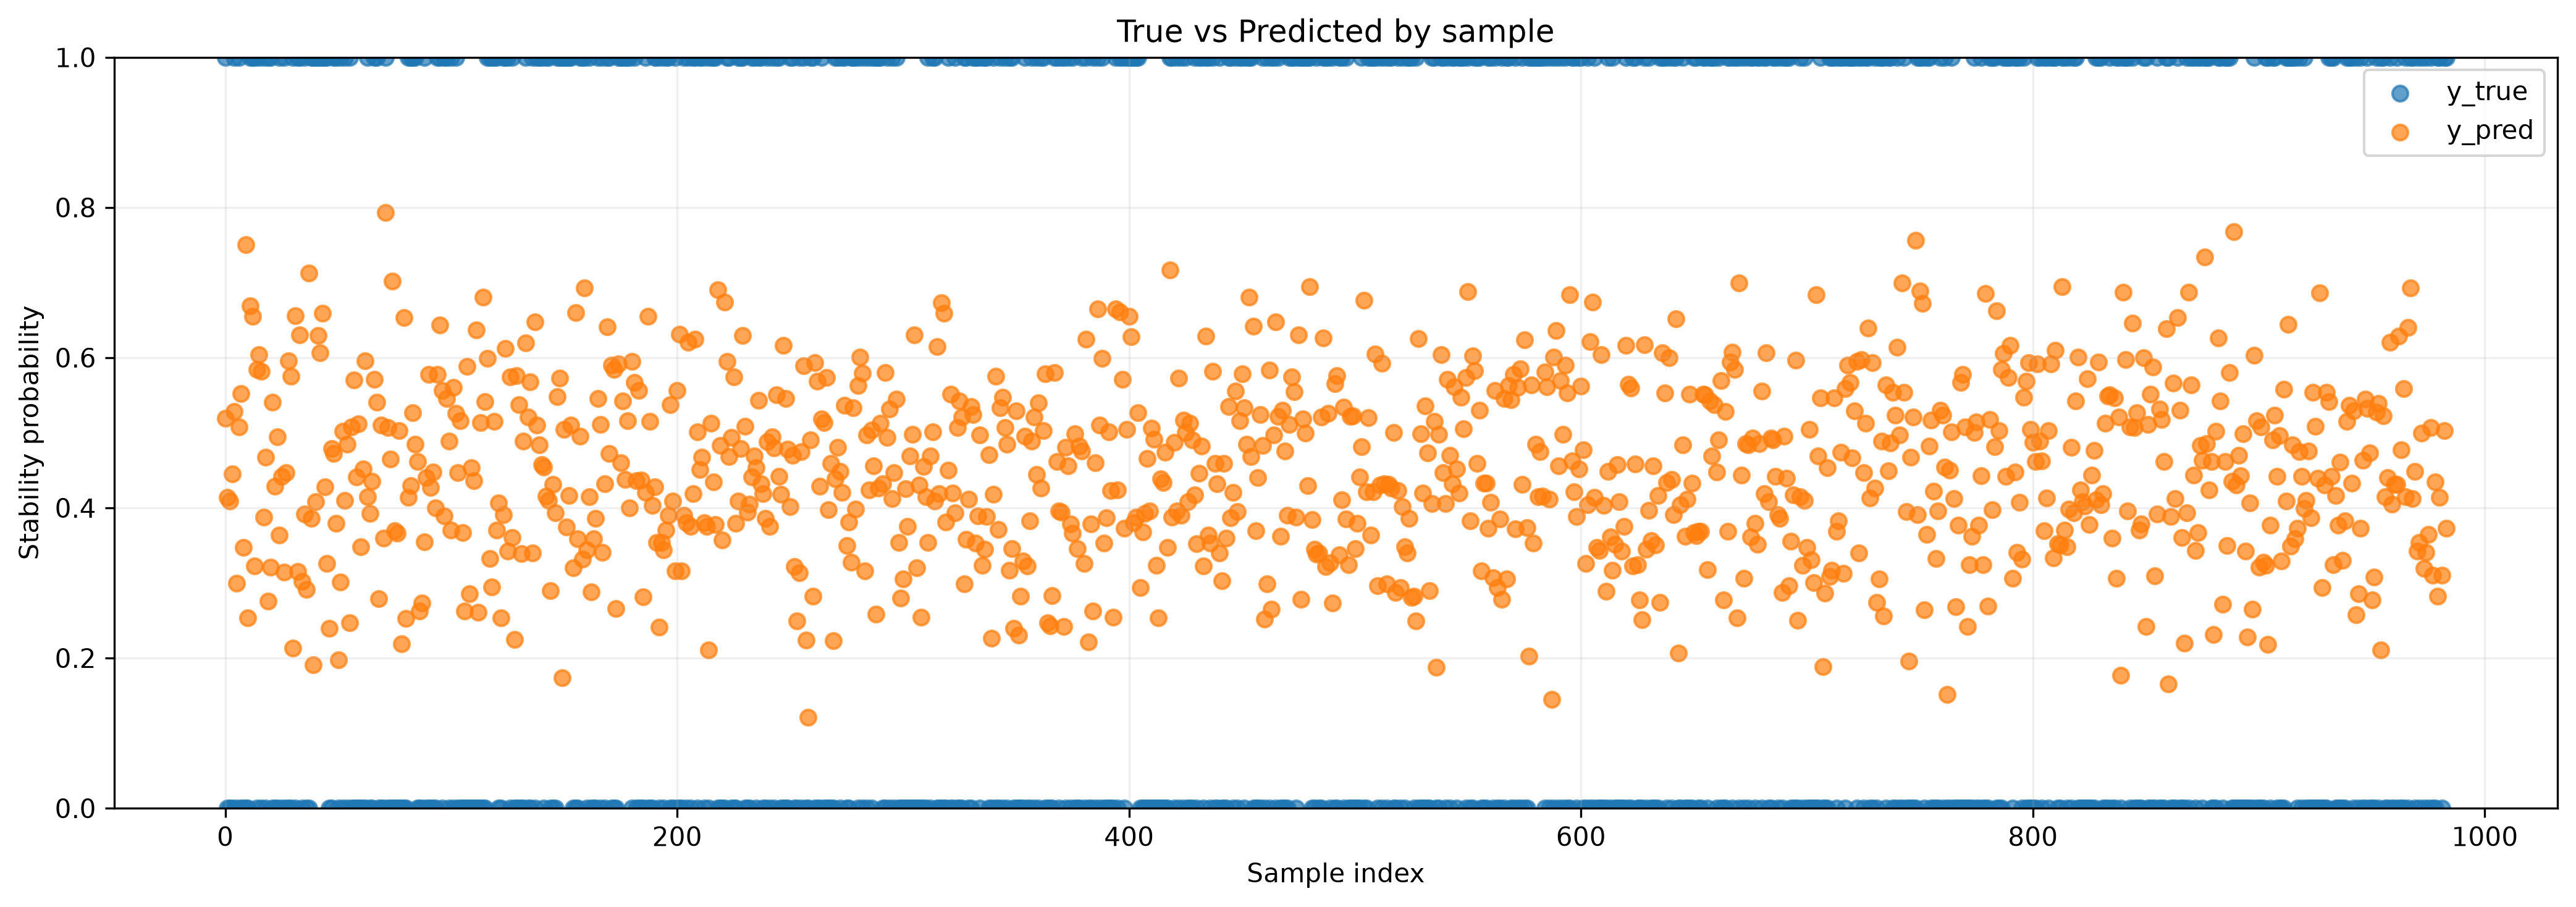 True vs Predicted by sample
1.0
0.8
0.6
0.4
0.2
0.0
Stability probability
y_true
y_pred
0 200 400 600 800 1000
Sample index